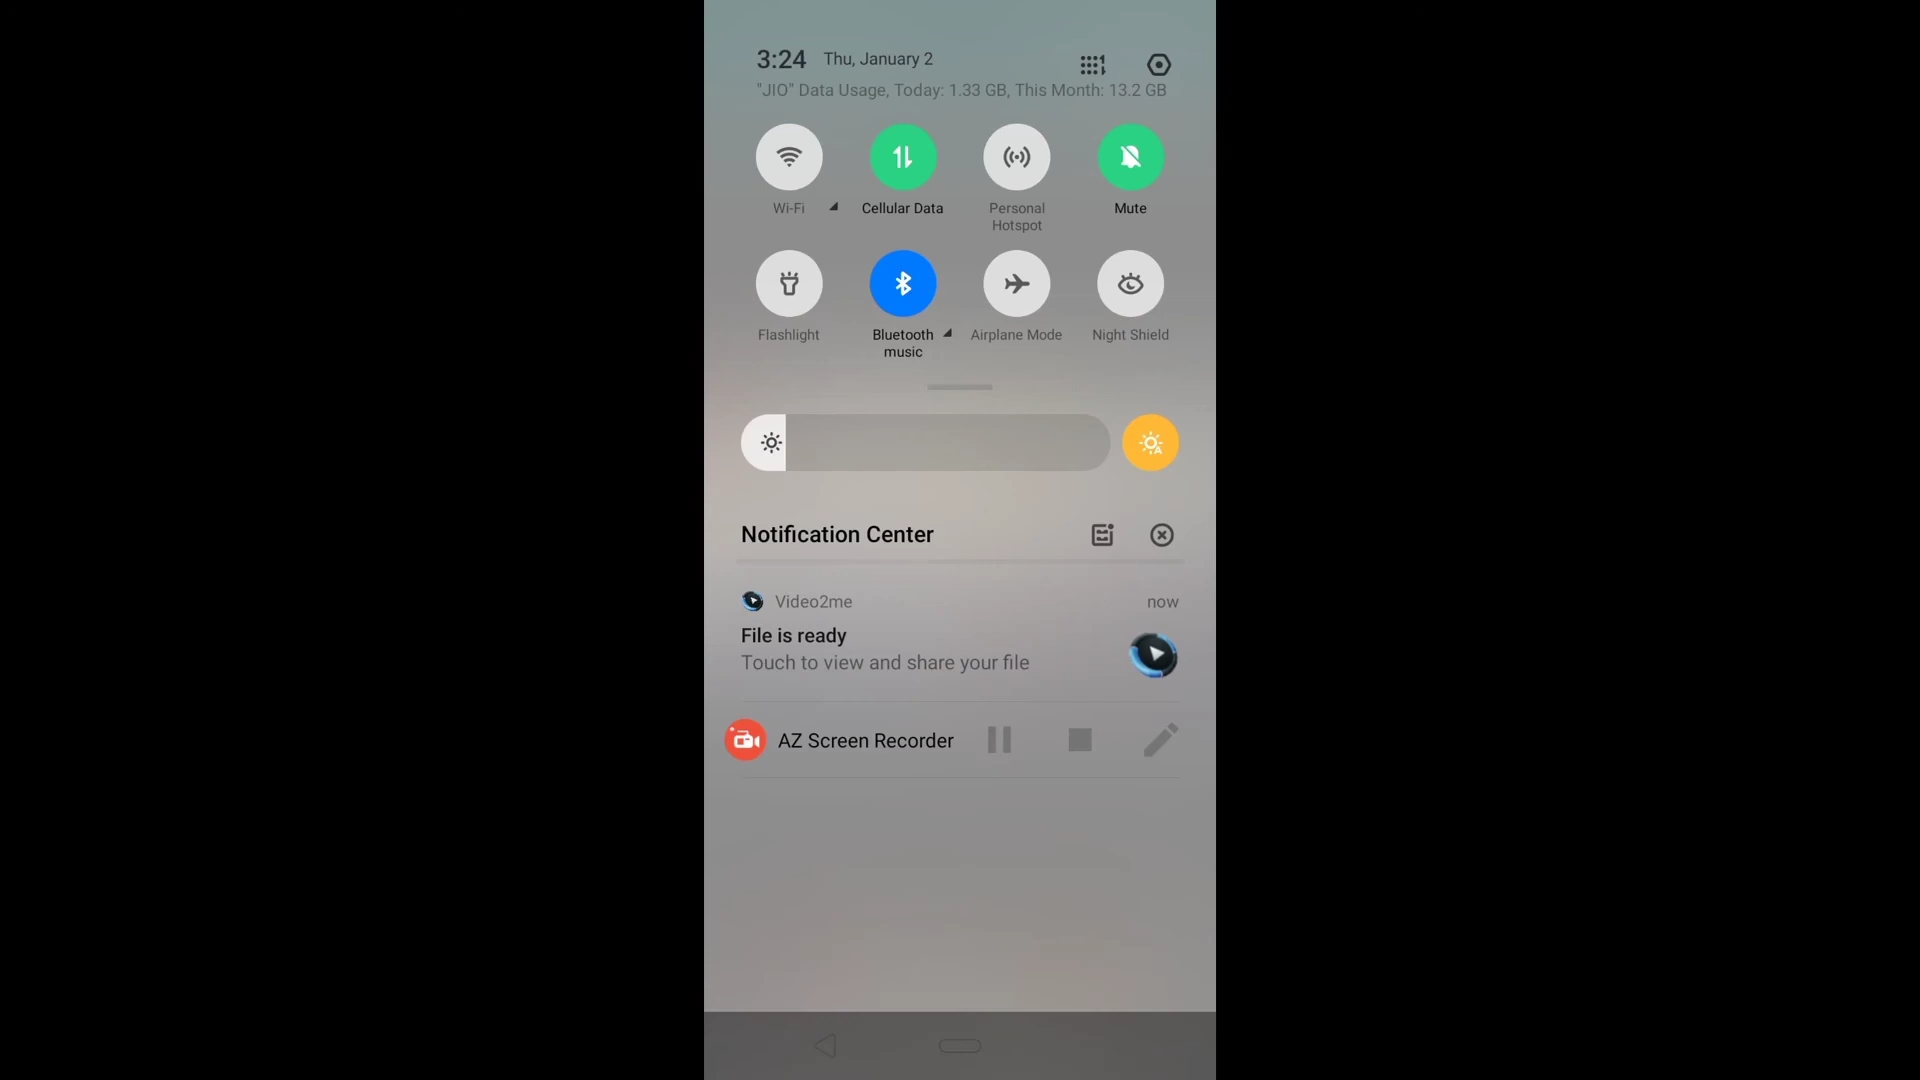 3:24 Thu, January 2
"JIO" Data Usage, Today: 1.33 GB, This Month: 13.2 GB
Wi-Fi Cellular Data Personal Hotspot Mute
Flashlight Bluetooth music Airplane Mode Night Shield
Notification Center
Video2me now
File is ready
Touch to view and share your file
AZ Screen Recorder